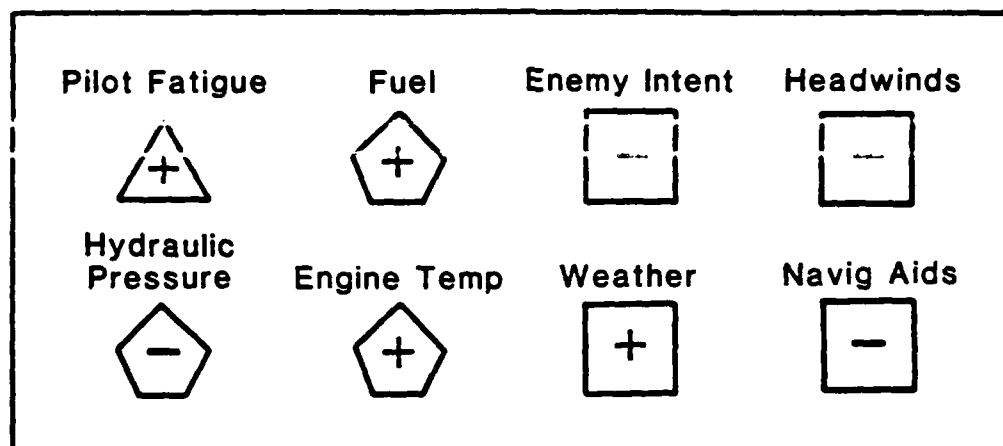 Pilot Fatigue
Fuel
Enemy Intent
Headwinds
+
+
-
-
Hydraulic
Pressure
Engine Temp
Weather
Navig Aids
-
+
+
-